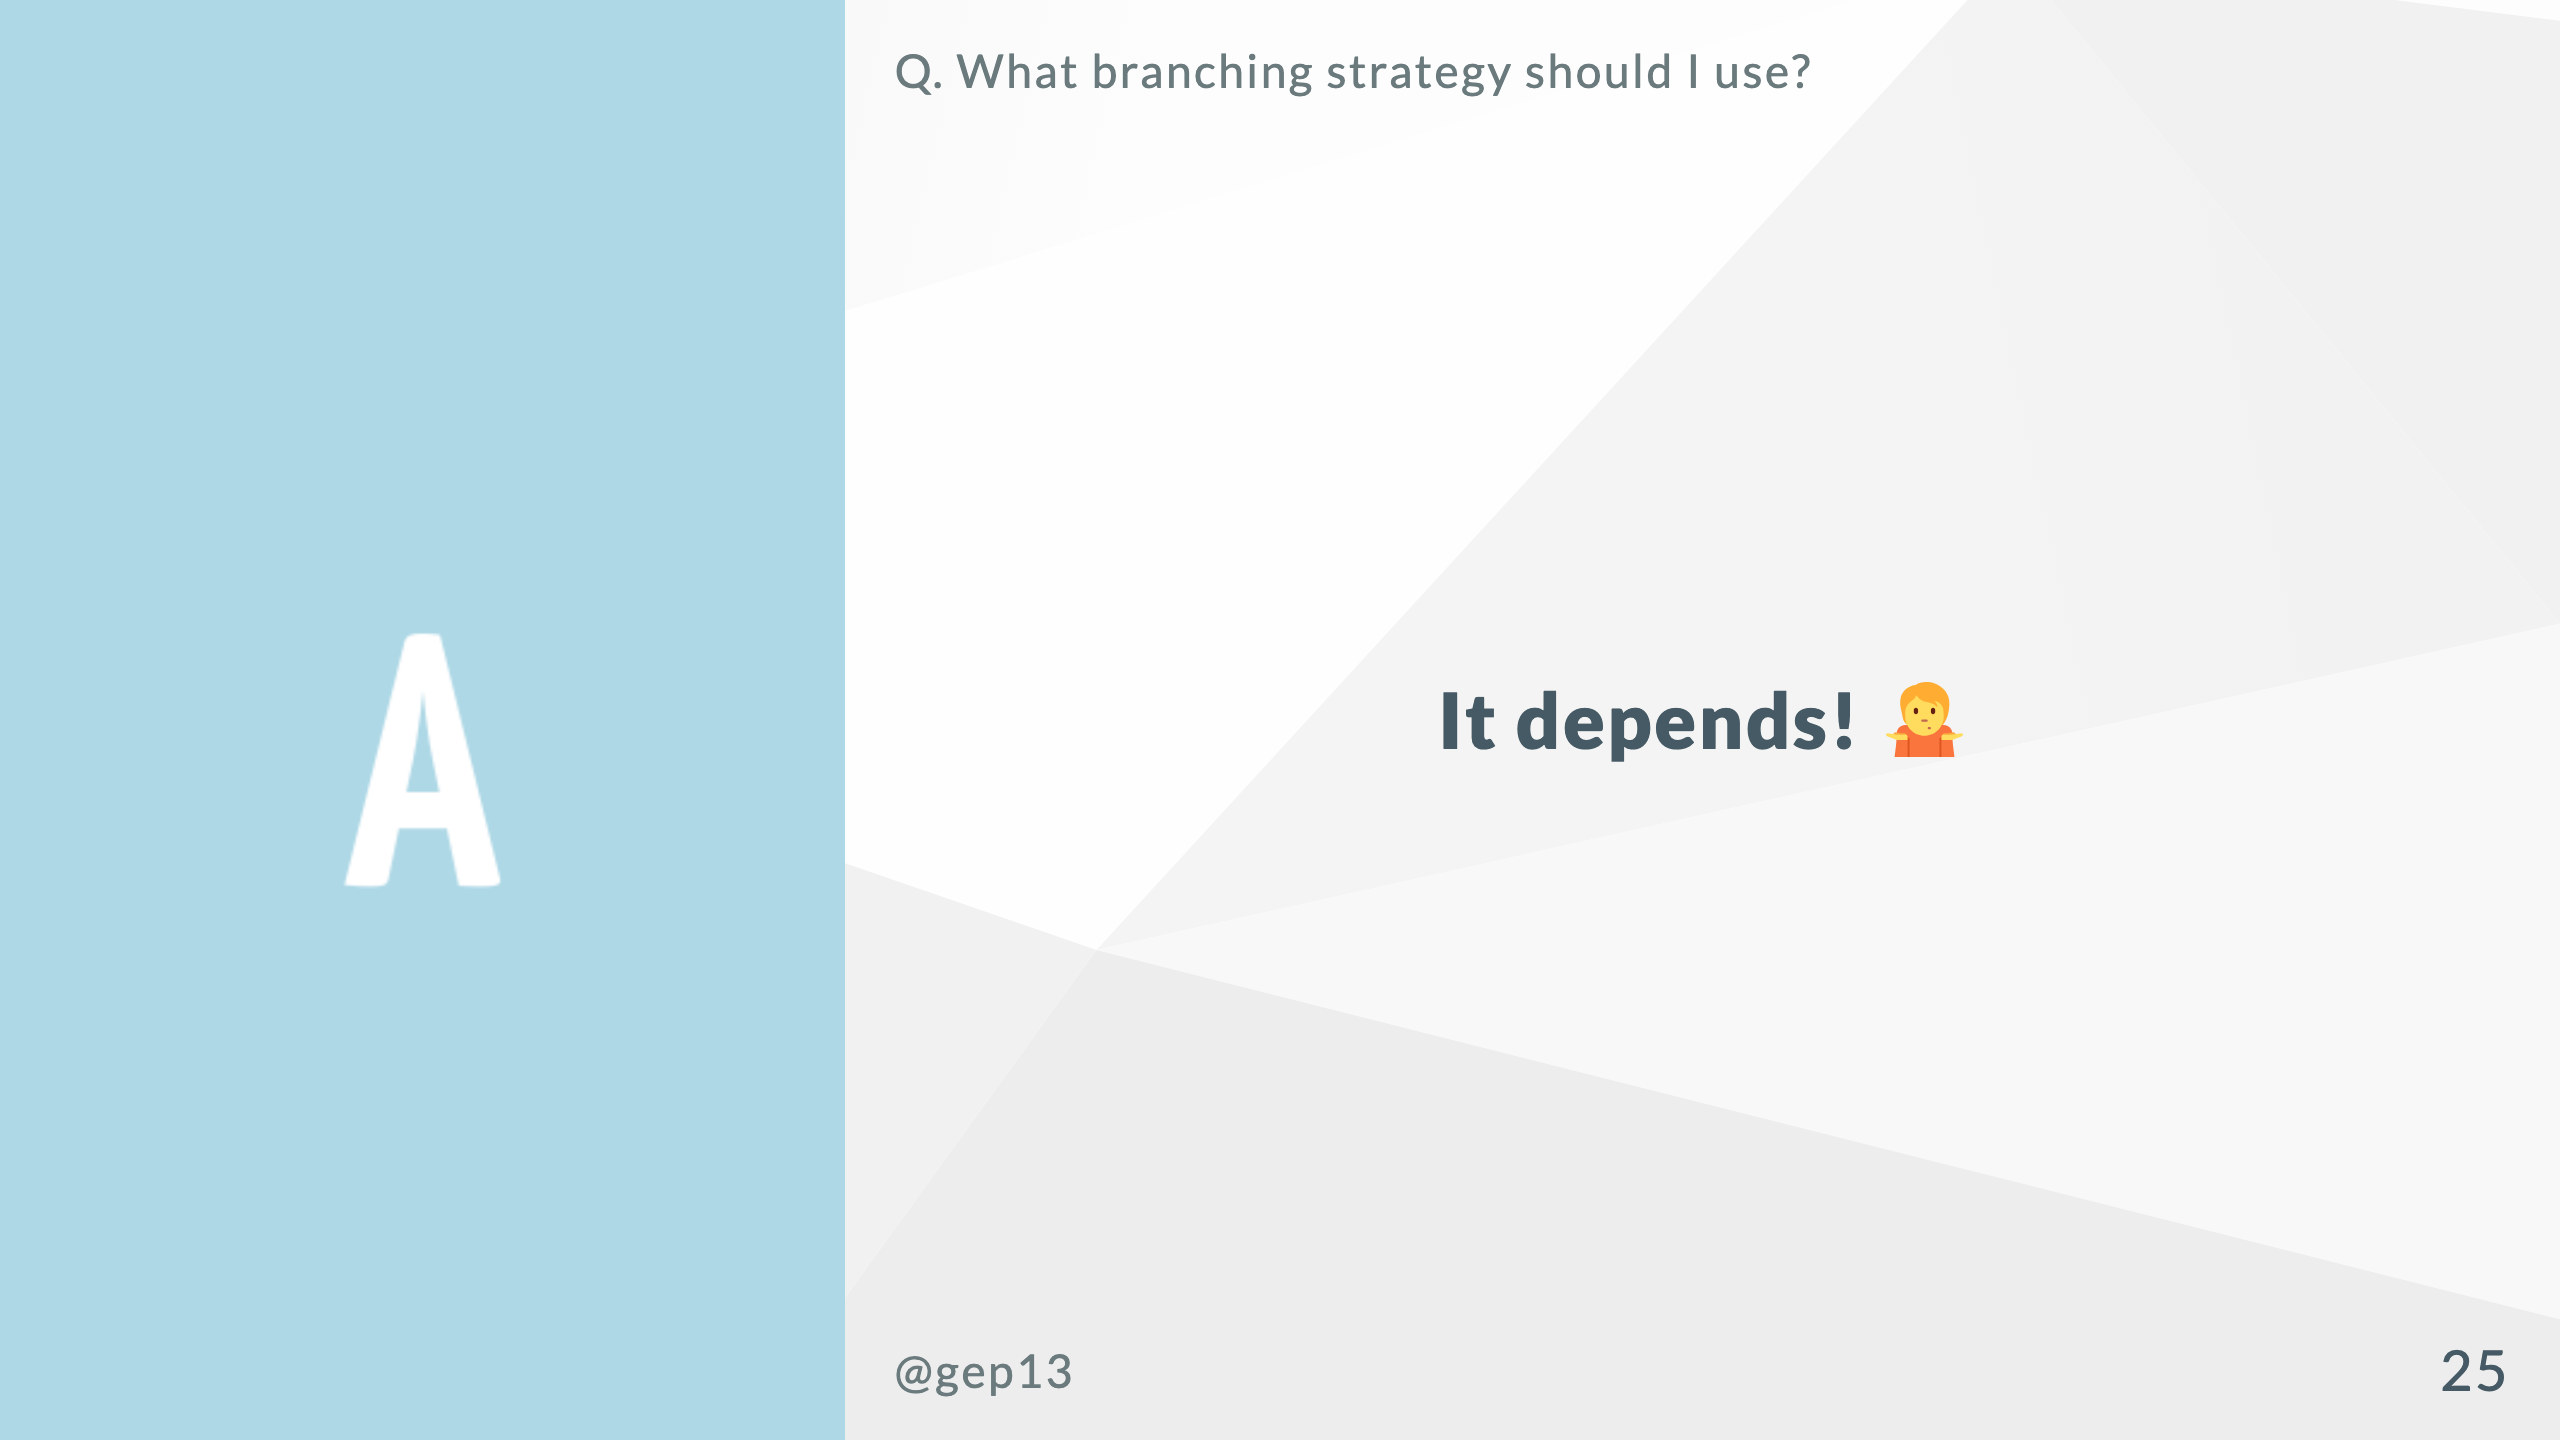 Q. What branching strategy should I use?
A
It depends! 🤷
@gep13
25